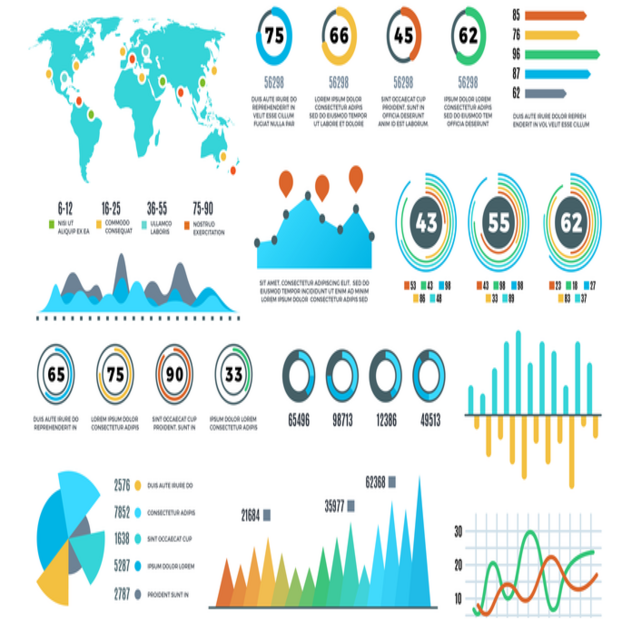 75
66
45
62
56298
56298
56298
56298
DUIS AUTE IRURE DO
REPREHENDERIT IN
VELIT ESSE CILLUM
FUGIAT NULLA PAR
LOREM IPSUM DOLOR
CONSECTETUR ADIPIS
SED DO EIUSMOD TEMPOR
UT LABORE ET DOLORE
SINT OCCAECAT CUP
PROIDENT, SUNT IN
OFFICIA DESERUNT
ANIM ID EST LABORUM.
IPSUM DOLOR LOREM
CONSECTETUR ADIPIS
SED DO EIUSMOD TEM
OFFICIA DESERUNT
85
76
96
87
62
DUIS AUTE IRURE DOLOR REPREH
ENDERIT IN VOL VELIT ESSE CILLUM
6-12
NISI UT
ALIQUIP EX EA
16-25
COMMODO
CONSEQUAT
36-55
ULLAMCO
LABORIS
75-90
NOSTRUD
EXERCITATION
SIT AMET, CONSECTETUR ADIPISCING ELIT, SED DO
EIUSMOD TEMPOR INCIDIDUNT UT ENIM AD MINIM
LOREM IPSUM DOLOR CONSECTETUR ADIPIS SED
43
53 43 98
86 48
55
43 98 98
33 89
62
23 18 27
83 37
65
75
90
33
DUIS AUTE IRURE DO
REPREHENDERIT IN
LOREM IPSUM DOLOR
CONSECTETUR ADIPIS
SINT OCCAECAT CUP
PROIDENT, SUNT IN
IPSUM DOLOR LOREM
CONSECTETUR ADIPIS
65496
98713
12386
49513
2576 DUIS AUTE IRURE DO
7852 CONSECTETUR ADIPIS
1638 SINT OCCAECAT CUP
5287 IPSUM DOLOR LOREM
2787 PROIDENT SUNT IN
21684
35977
62368
30
20
10